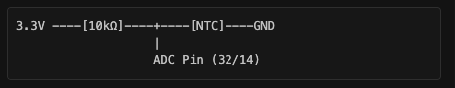 3.3V ----[10kΩ]----+----[NTC]----GND
|
ADC Pin (32/14)